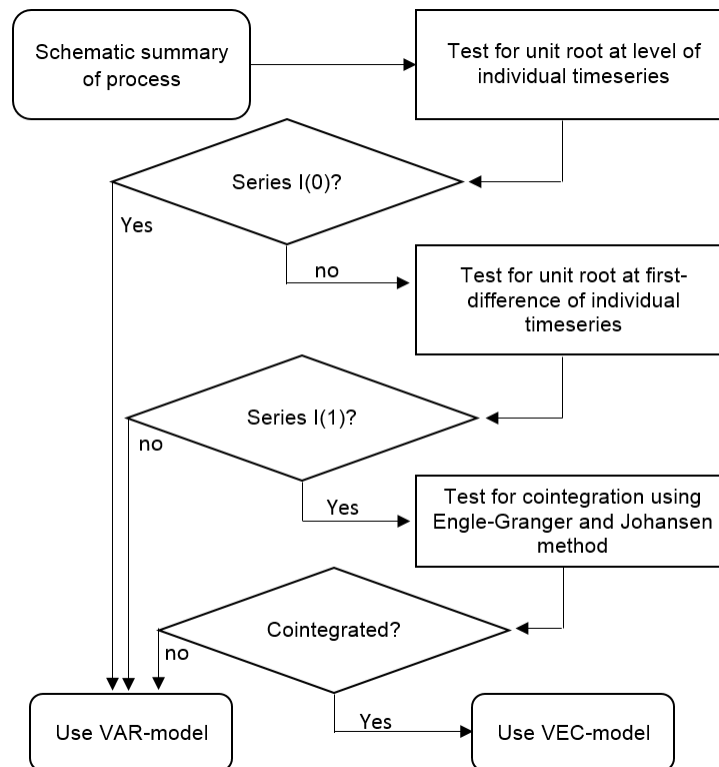 Schematic summary
of process
Test for unit root at level of
individual timeseries
Series I(0)?
Yes
no
Test for unit root at first-
difference of individual
timeseries
Series I(1)?
no
Yes
Test for cointegration using
Engle-Granger and Johansen
method
Cointegrated?
no
Yes
Use VAR-model
Use VEC-model